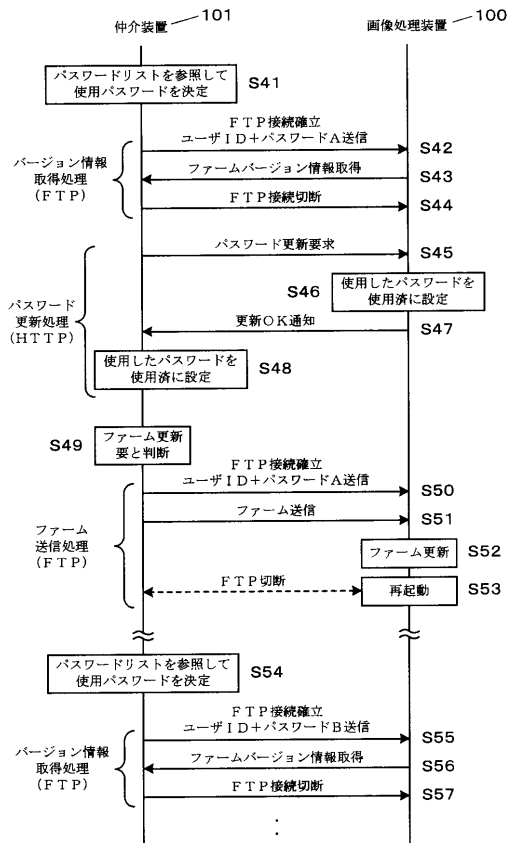 仲介装置
101
画像処理装置
100
パスワードリストを参照して
使用パスワードを決定
S41
ＦＴＰ接続確立
ユーザＩＤ＋パスワードＡ送信
S42
バージョン情報
取得処理
（ＦＴＰ）
ファームバージョン情報取得
S43
ＦＴＰ接続切断
S44
パスワード更新要求
S45
S46
使用したパスワードを
使用済に設定
パスワード
更新処理
（ＨＴＴＰ）
更新ＯＫ通知
S47
使用したパスワードを
使用済に設定
S48
S49
ファーム更新
要と判断
ＦＴＰ接続確立
ユーザＩＤ＋パスワードＡ送信
S50
ファーム送信
S51
ファーム
送信処理
（ＦＴＰ）
ファーム更新
S52
ＦＴＰ切断
再起動
S53
パスワードリストを参照して
使用パスワードを決定
S54
ＦＴＰ接続確立
ユーザＩＤ＋パスワードＢ送信
S55
バージョン情報
取得処理
（ＦＴＰ）
ファームバージョン情報取得
S56
ＦＴＰ接続切断
S57